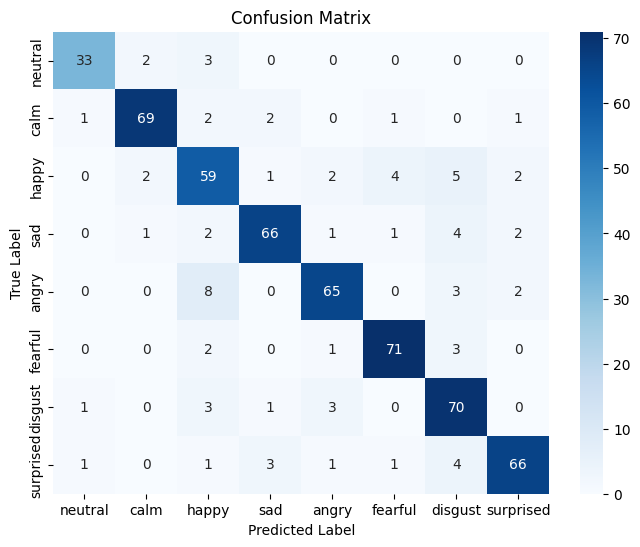 Confusion Matrix
neutral 33 2 3 0 0 0 0 0
calm 1 69 2 2 0 1 0 1
happy 0 2 59 1 2 4 5 2
sad 0 1 2 66 1 1 4 2
angry 0 0 8 0 65 0 3 2
fearful 0 0 2 0 1 71 3 0
disgust 1 0 3 1 3 0 70 0
surprised 1 0 1 3 1 1 4 66
neutral calm happy sad angry fearful disgust surprised
Predicted Label
True Label
70
60
50
40
30
20
10
0